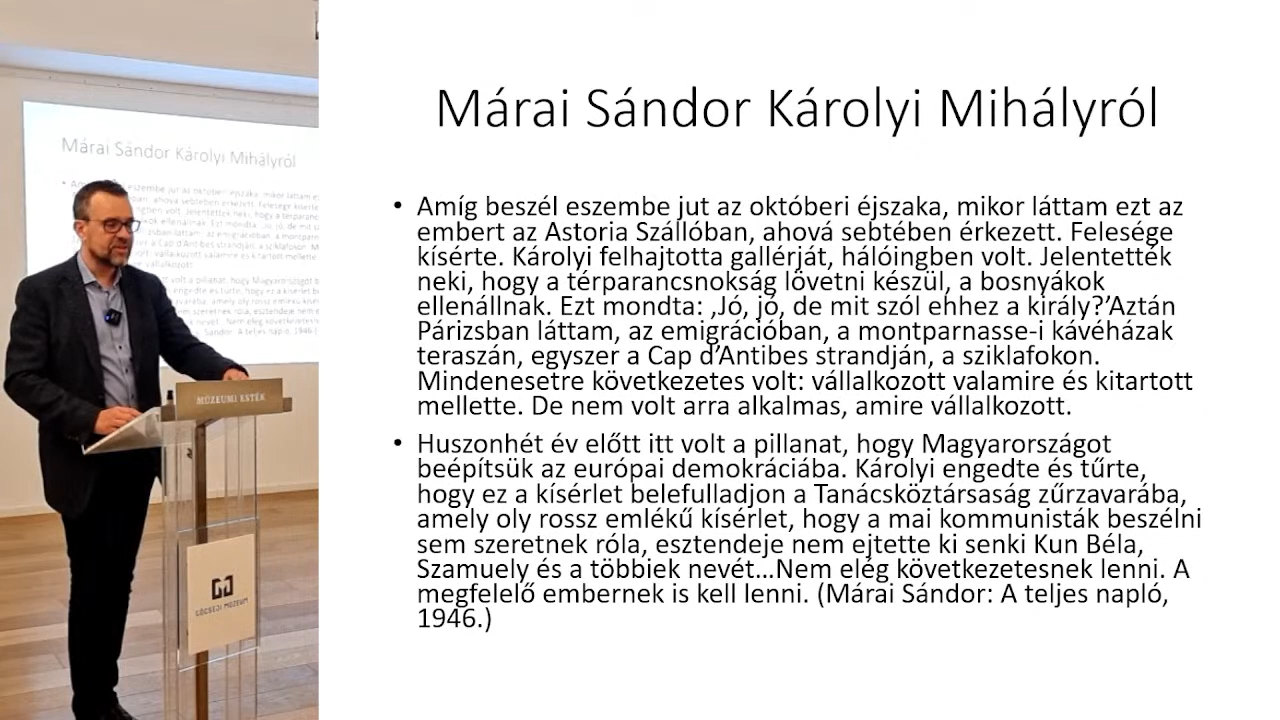 Márai Sándor Károlyi Mihályról
• Amíg beszél eszembe jut az októberi éjszaka, mikor láttam ezt az
embert az Astoria Szállóban, ahová sebtében érkezett. Felesége
kísérte. Károlyi felhajtotta gallérját, hálóingben volt. Jelentették
neki, hogy a térparancsnokság lövetni készül, a bosnyákok
ellenállnak. Ezt mondta: ‚Jó, jó, de mit szól ehhez a király?’Aztán
Párizsban láttam, az emigrációban, a montparnasse-i kávéházak
teraszán, egyszer a Cap d’Antibes strandján, a sziklafokon.
Mindenesetre következetes volt: vállalkozott valamire és kitartott
mellette. De nem volt arra alkalmas, amire vállalkozott.
• Huszonhét év előtt itt volt a pillanat, hogy Magyarországot
beépítsük az európai demokráciába. Károlyi engedte és tűrte,
hogy ez a kísérlet belefulladjon a Tanácsköztársaság zűrzavarába,
amely oly rossz emlékű kísérlet, hogy a mai kommunisták beszélni
sem szeretnek róla, esztendeje nem ejtette ki senki Kun Béla,
Szamuely és a többiek nevét...Nem elég következetesnek lenni. A
megfelelő embernek is kell lenni. (Márai Sándor: A teljes napló,
1946.)
Márai Sándor Károlyi Mihályról
MÚZEUMI ESTÉK
GÖCSEJI MÚZEUM